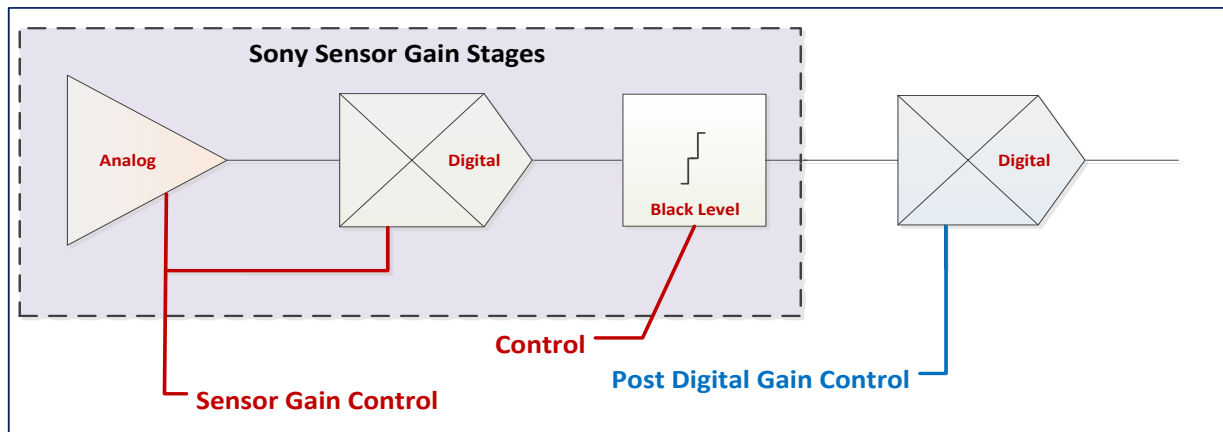 Sony Sensor Gain Stages
Analog
Digital
Black Level
Digital
Control
Post Digital Gain Control
Sensor Gain Control